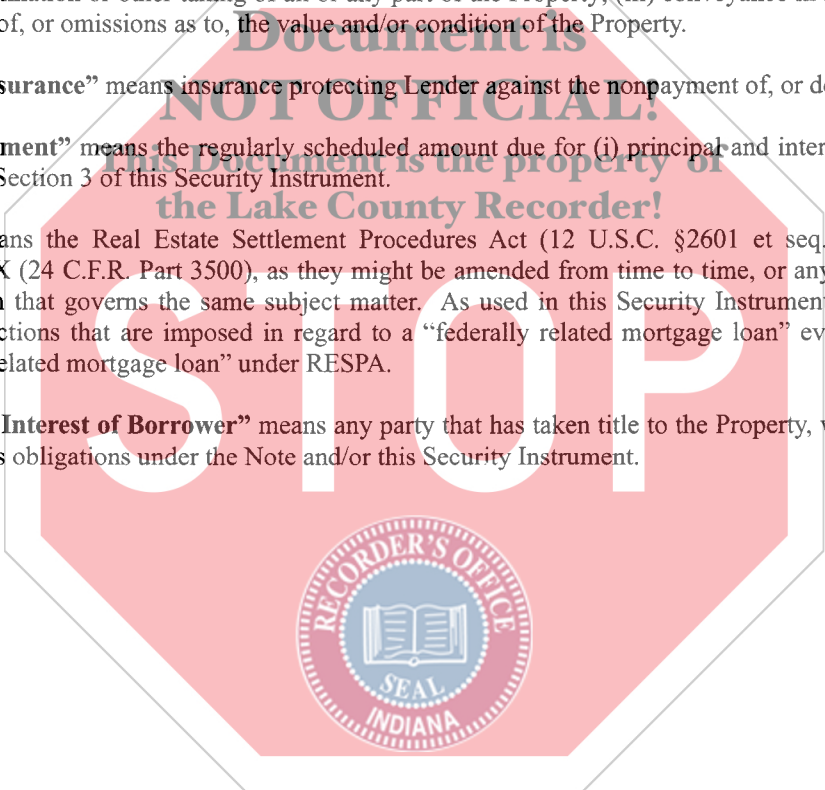 of, or omissions as to, the value and/or condition of the Property.
Document is
surance” means insurance protecting Lender against the nonpayment of, or de
NOT OFFICIAL!
ment” means the regularly scheduled amount due for (i) principal and inter
This Document is the property of
Section 3 of this Security Instrument.
the Lake County Recorder!
ans the Real Estate Settlement Procedures Act (12 U.S.C. §2601 et seq.
X (24 C.F.R. Part 3500), as they might be amended from time to time, or any
n that governs the same subject matter. As used in this Security Instrument
ctions that are imposed in regard to a “federally related mortgage loan” ev
elated mortgage loan” under RESPA.
STOP
Interest of Borrower” means any party that has taken title to the Property, w
s obligations under the Note and/or this Security Instrument.
RECORDER'S OFFICE
SEAL
INDIANA